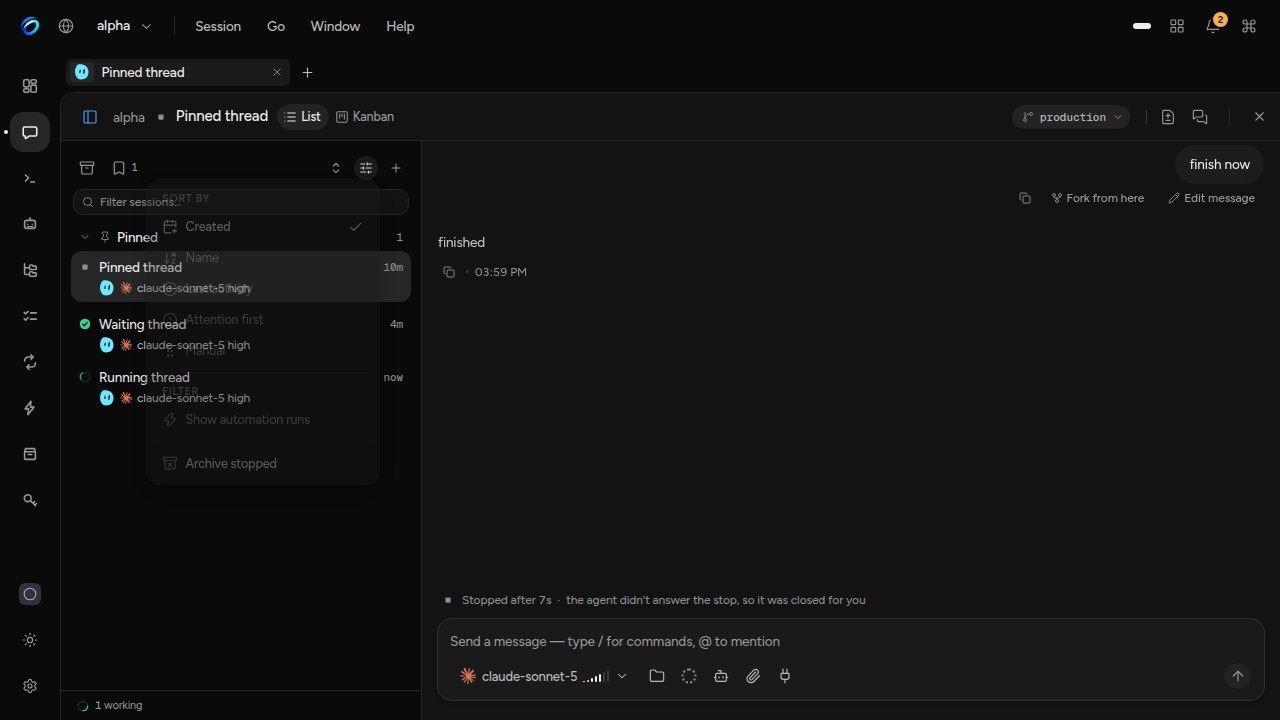 alpha
Session
Go
Window
Help
2
Pinned thread
alpha
Pinned thread
List
Kanban
production
1
Filter sessions...
SORT BY
Created
Pinned
1
Name
Pinned thread
10m
claude-sonnet-5 high
Attention first
Waiting thread
4m
claude-sonnet-5 high
Manual
Running thread
now
FILTER
claude-sonnet-5 high
Show automation runs
Archive stopped
1 working
finish now
Fork from here
Edit message
finished
· 03:59 PM
Stopped after 7s · the agent didn't answer the stop, so it was closed for you
Send a message — type / for commands, @ to mention
claude-sonnet-5